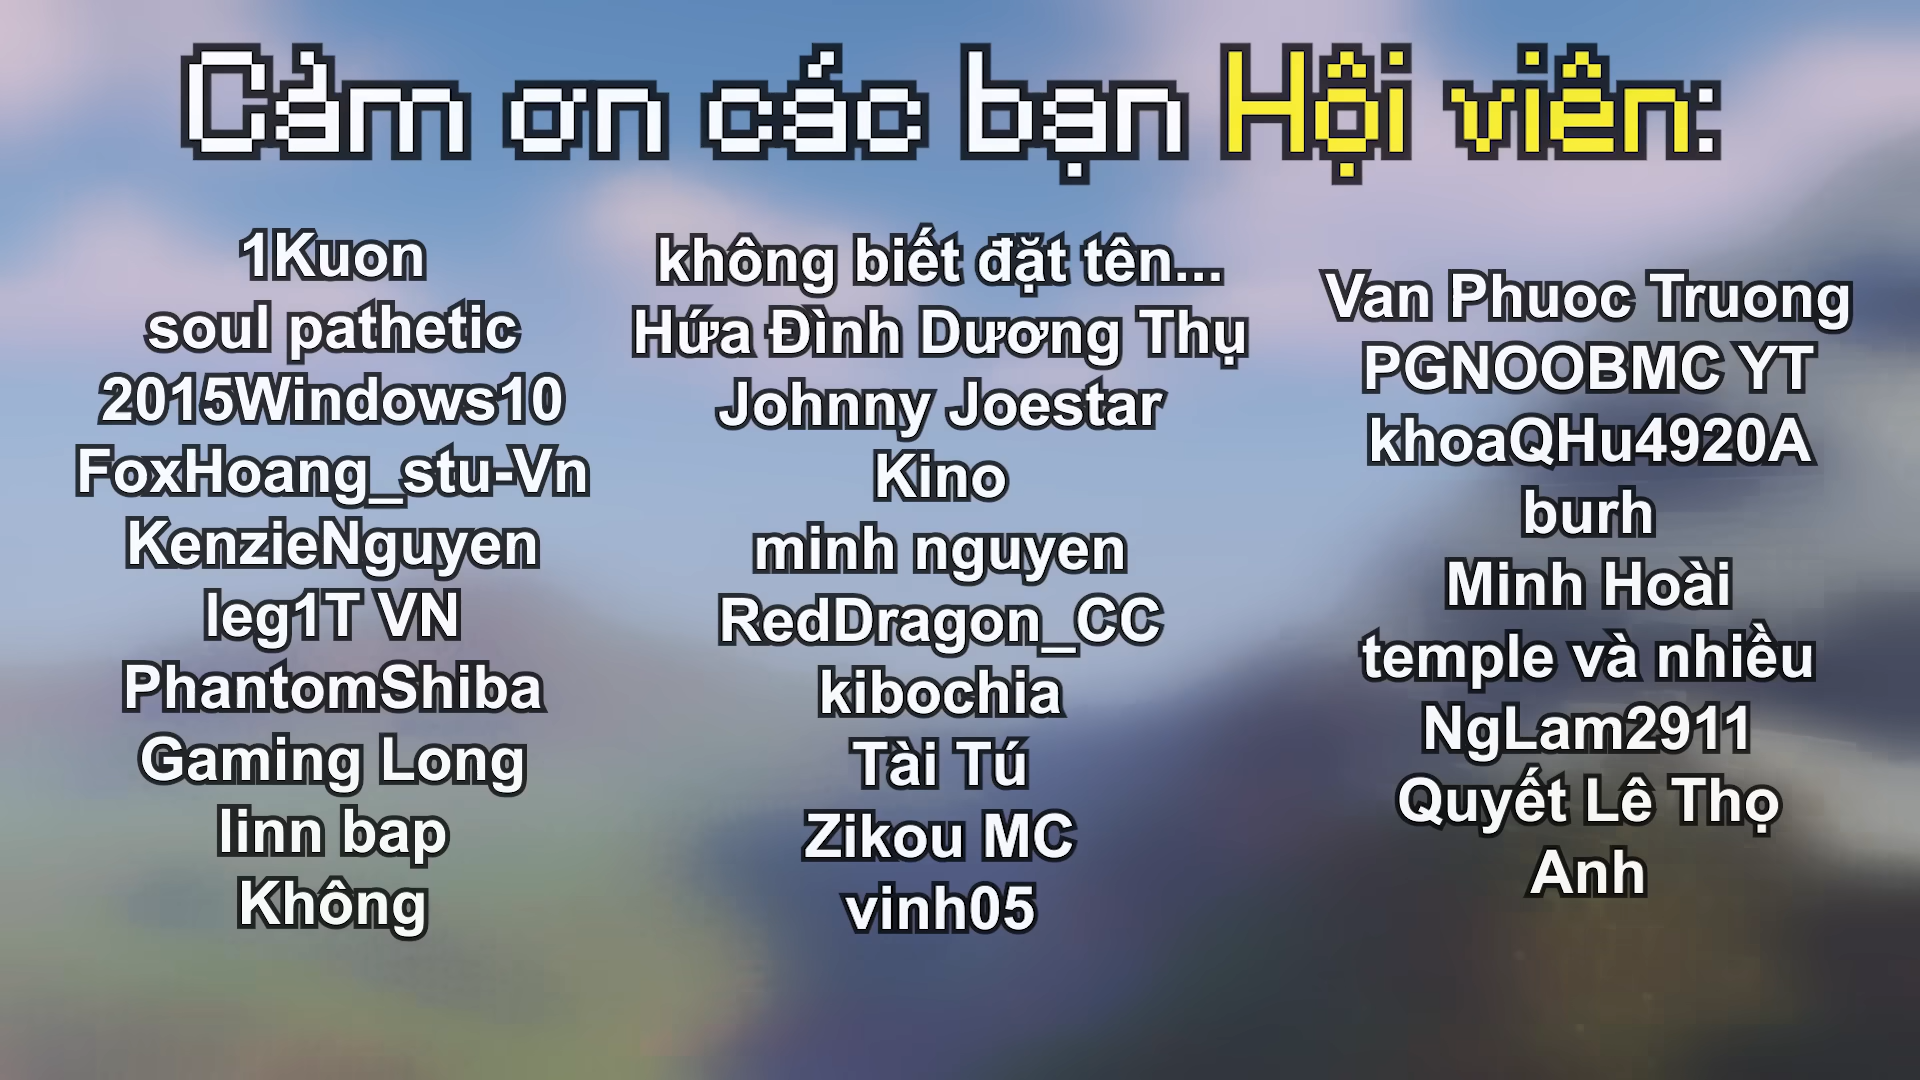 Cảm ơn các bạn Hội viên:
1Kuon
soul pathetic
2015Windows10
FoxHoang_stu-Vn
KenzieNguyen
leg1T VN
PhantomShiba
Gaming Long
linn bap
Không
không biết đặt tên...
Hứa Đình Dương Thụ
Johnny Joestar
Kino
minh nguyen
RedDragon_CC
kibochia
Tài Tú
Zikou MC
vinh05
Van Phuoc Truong
PGNOOBMC YT
khoaQHu4920A
burh
Minh Hoài
temple và nhiều
NgLam2911
Quyết Lê Thọ
Anh